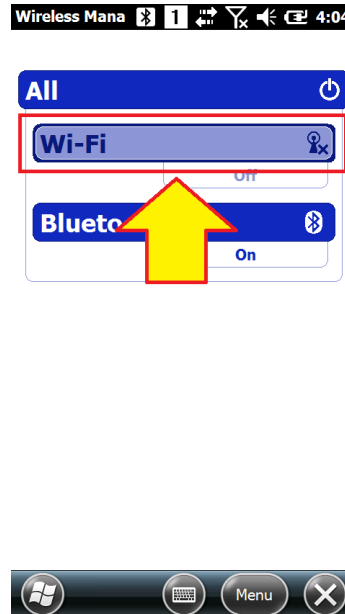 Wireless Mana 1 4:04
All
Wi-Fi
Off
Blueto
On
Menu